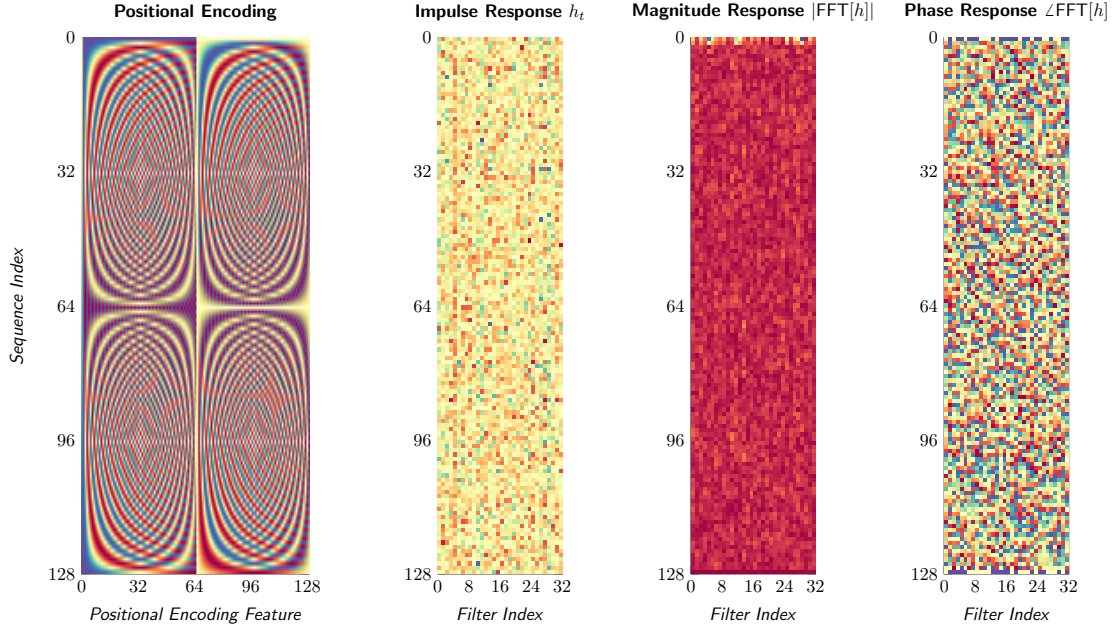 Positional Encoding
Impulse Response h_t
Magnitude Response |FFT[h]|
Phase Response ∠FFT[h]
Sequence Index
0
32
64
96
128
0 32 64 96 128
Positional Encoding Feature
0
32
64
96
128
0 8 16 24 32
Filter Index
0
32
64
96
128
0 8 16 24 32
Filter Index
0
32
64
96
128
0 8 16 24 32
Filter Index